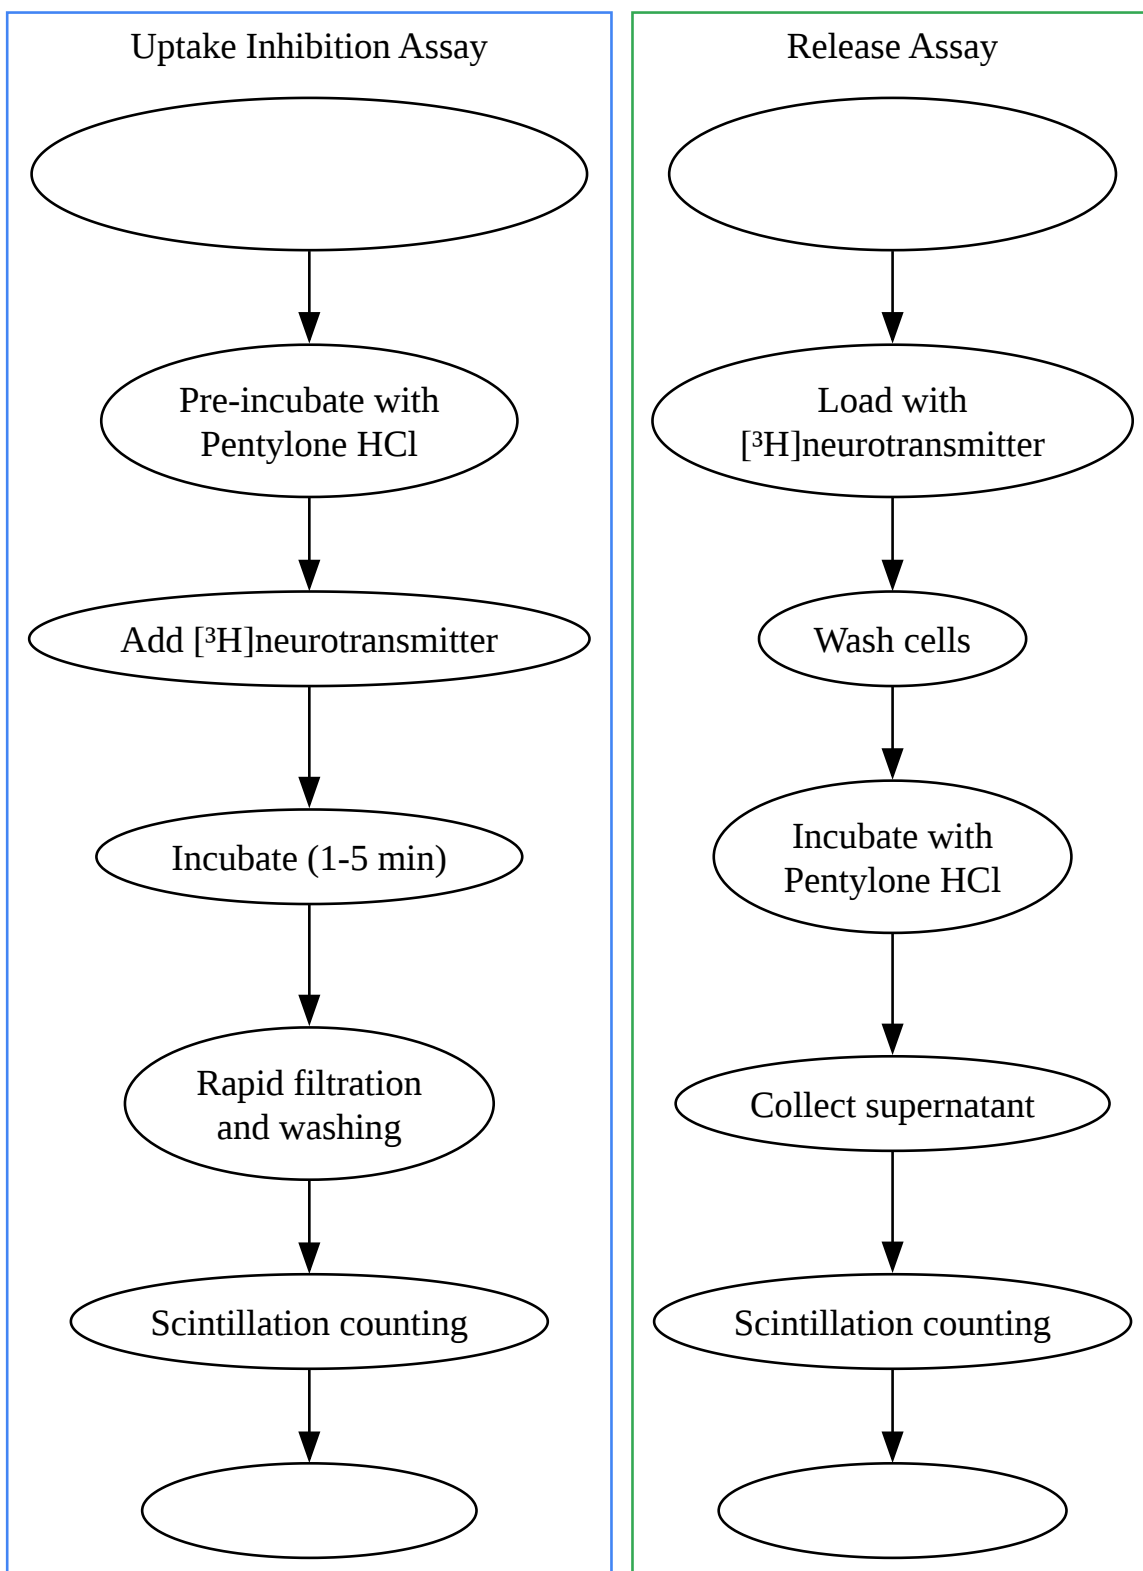 Uptake Inhibition Assay
Pre-incubate with
Pentylone HCl
Add [³H]neurotransmitter
Incubate (1-5 min)
Rapid filtration
and washing
Scintillation counting
Release Assay
Load with
[³H]neurotransmitter
Wash cells
Incubate with
Pentylone HCl
Collect supernatant
Scintillation counting